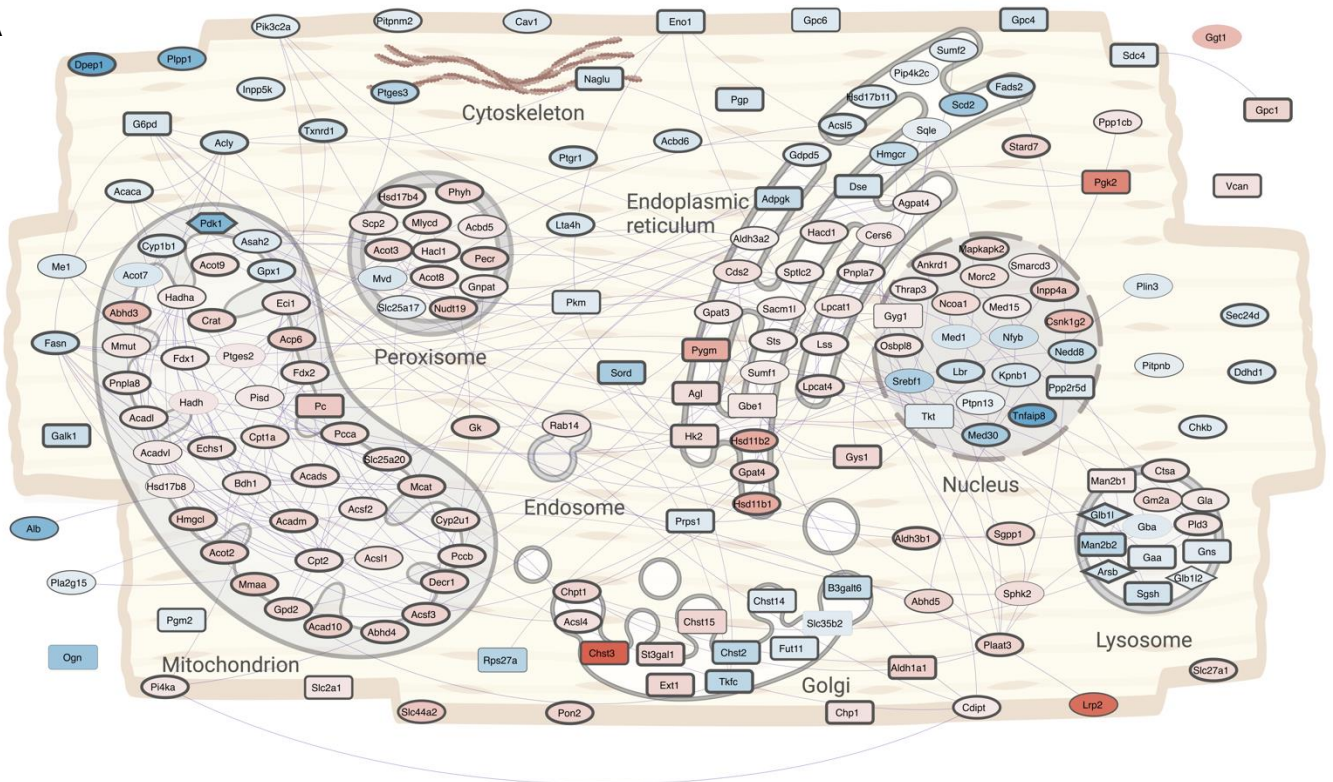 A
Pik3c2a
Pitpnm2
Cav1
Eno1
Gpc6
Gpc4
Sdc4
Ggt1
Dpep1
Plpp1
Inpp5k
Ptges3
Naglu
Cytoskeleton
Pgp
Sumf2
Pip4k2c
Hsd17b11
Scd2
Fads2
Gpc1
G6pd
Acly
Txnrd1
Ptgr1
Acbd6
Acsl5
Sqle
Gdpd5
Hmgcr
Stard7
Ppp1cb
Pgk2
Vcan
Acaca
Me1
Fasn
Galk1
Pdk1
Cyp1b1
Asah2
Acot7
Acot9
Gpx1
Hadha
Eci1
Abhd3
Crat
Mmut
Acp6
Fdx1
Ptges2
Fdx2
Pnpla8
Hadh
Pisd
Pc
Acadl
Pcca
Acadvl
Echs1
Cpt1a
Slc25a20
Hsd17b8
Bdh1
Acads
Mcat
Hmgcl
Acadm
Acsf2
Cyp2u1
Acot2
Cpt2
Acsl1
Pccb
Mmaa
Decr1
Gpd2
Acad10
Abhd4
Acsf3
Mitochondrion
Hsd17b4
Phyh
Scp2
Mlycd
Acbd5
Acot3
Hacl1
Pecr
Mvd
Acot8
Gnpat
Slc25a17
Nudt19
Peroxisome
Lta4h
Pkm
Sord
Gk
Rab14
Endosome
Endoplasmic
reticulum
Adpgk
Dse
Agpat4
Aldh3a2
Hacd1
Cers6
Cds2
Sptlc2
Pnpla7
Gpat3
Sacm1l
Lpcat1
Pygm
Sts
Lss
Agl
Sumf1
Lpcat4
Gbe1
Hk2
Hsd11b2
Gpat4
Hsd11b1
Gys1
Prps1
Mapkapk2
Ankrd1
Morc2
Smarcd3
Thrap3
Inpp4a
Gyg1
Ncoa1
Med15
Csnk1g2
Osbpl8
Med1
Nfyb
Nedd8
Srebf1
Lbr
Kpnb1
Ppp2r5d
Tkt
Ptpn13
Tnfaip8
Med30
Nucleus
Plin3
Sec24d
Pitpnb
Ddhd1
Chkb
Man2b1
Ctsa
Glb1l
Gm2a
Gla
Gba
Pld3
Man2b2
Gaa
Gns
Arsb
Glb1l2
Sgsh
Lysosome
Alb
Pla2g15
Pgm2
Ogn
Pi4ka
Slc2a1
Slc44a2
Rps27a
Pon2
Chpt1
Acsl4
Chst3
St3gal1
Chst15
Ext1
Chst2
Tkfc
Chst14
Fut11
Slc35b2
B3galt6
Golgi
Chp1
Aldh3b1
Sgpp1
Abhd5
Sphk2
Plaat3
Aldh1a1
Cdipt
Lrp2
Slc27a1